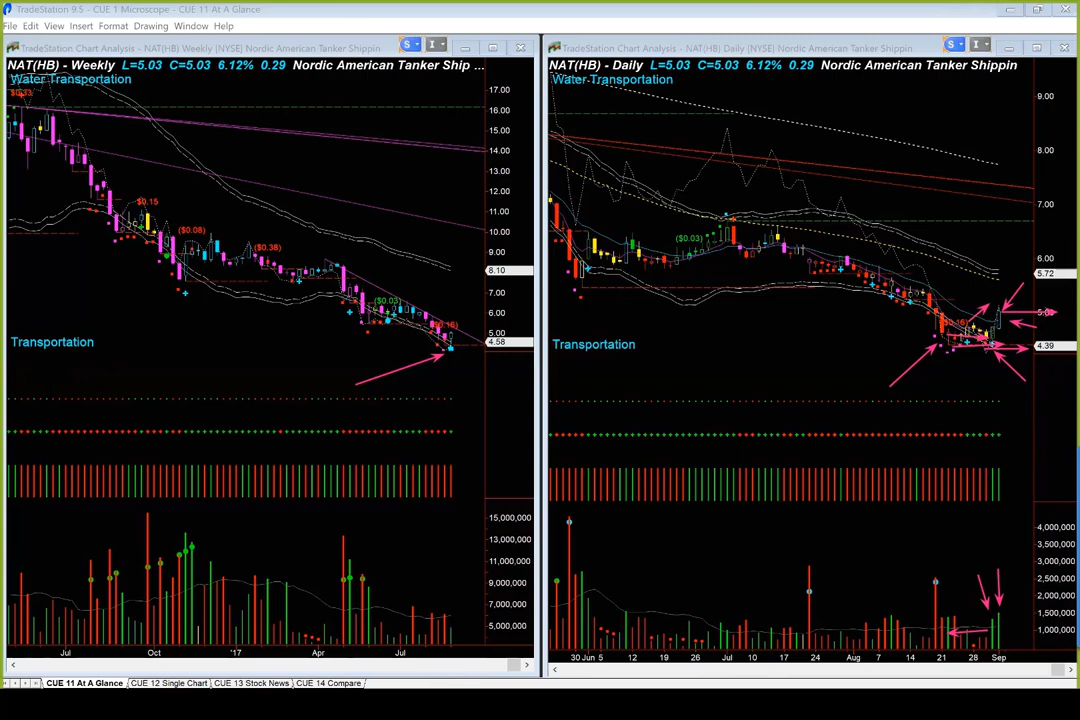 TradeStation 9.5 - CUE 1 Microscope - CUE 11 At A Glance
File Edit View Insert Format Drawing Window Help
TradeStation Chart Analysis - NAT(HB) Weekly [NYSE] Nordic American Tanker Shippin
S
I
NAT(HB) - Weekly L=5.03 C=5.03 6.12% 0.29 Nordic American Tanker Ship ...
Water Transportation
$0.33
$0.15
($0.08)
($0.38)
($0.03)
Transportation
17.00
16.00
15.00
14.00
13.00
12.00
11.00
10.00
9.00
8.10
7.00
6.00
5.00
4.58
15,000,000
13,000,000
11,000,000
9,000,000
7,000,000
5,000,000
Jul Oct '17 Apr Jul
TradeStation Chart Analysis - NAT(HB) Daily [NYSE] Nordic American Tanker Shippin
S
I
NAT(HB) - Daily L=5.03 C=5.03 6.12% 0.29 Nordic American Tanker Shippin
Water Transportation
($0.03)
Transportation
9.00
8.00
7.00
6.00
5.72
4.39
4,000,000
3,500,000
3,000,000
2,500,000
2,000,000
1,500,000
1,000,000
30 Jun 5 12 19 26 Jul 10 17 24 Aug 7 14 21 28 Sep
CUE 11 At A Glance CUE 12 Single Chart CUE 13 Stock News CUE 14 Compare